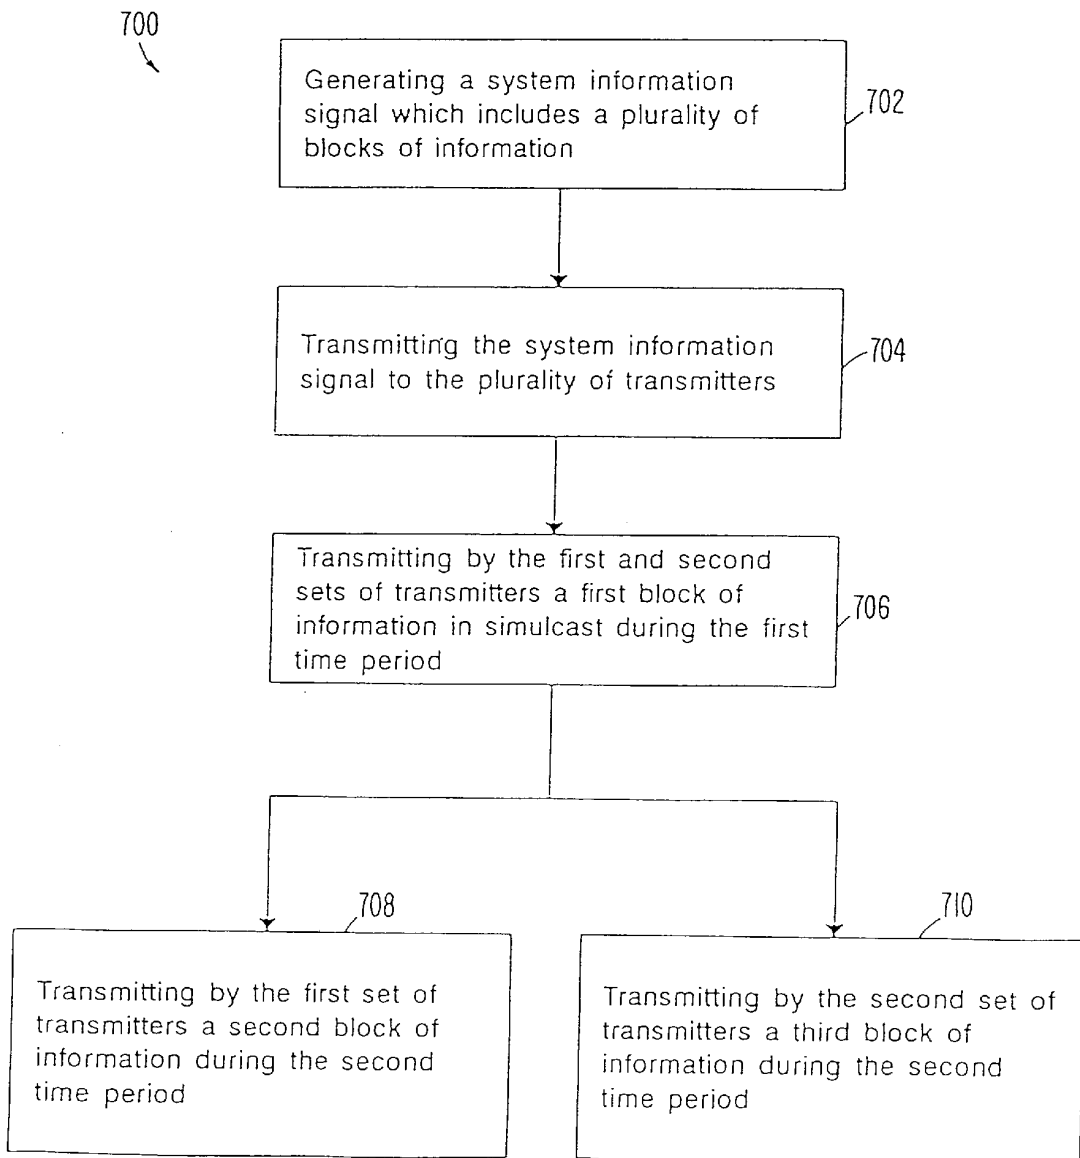 700
Generating a system information
signal which includes a plurality of
blocks of information
702
Transmitting the system information
signal to the plurality of transmitters
704
Transmitting by the first and second
sets of transmitters a first block of
information in simulcast during the first
time period
706
708
Transmitting by the first set of
transmitters a second block of
information during the second
time period
710
Transmitting by the second set of
transmitters a third block of
information during the second
time period